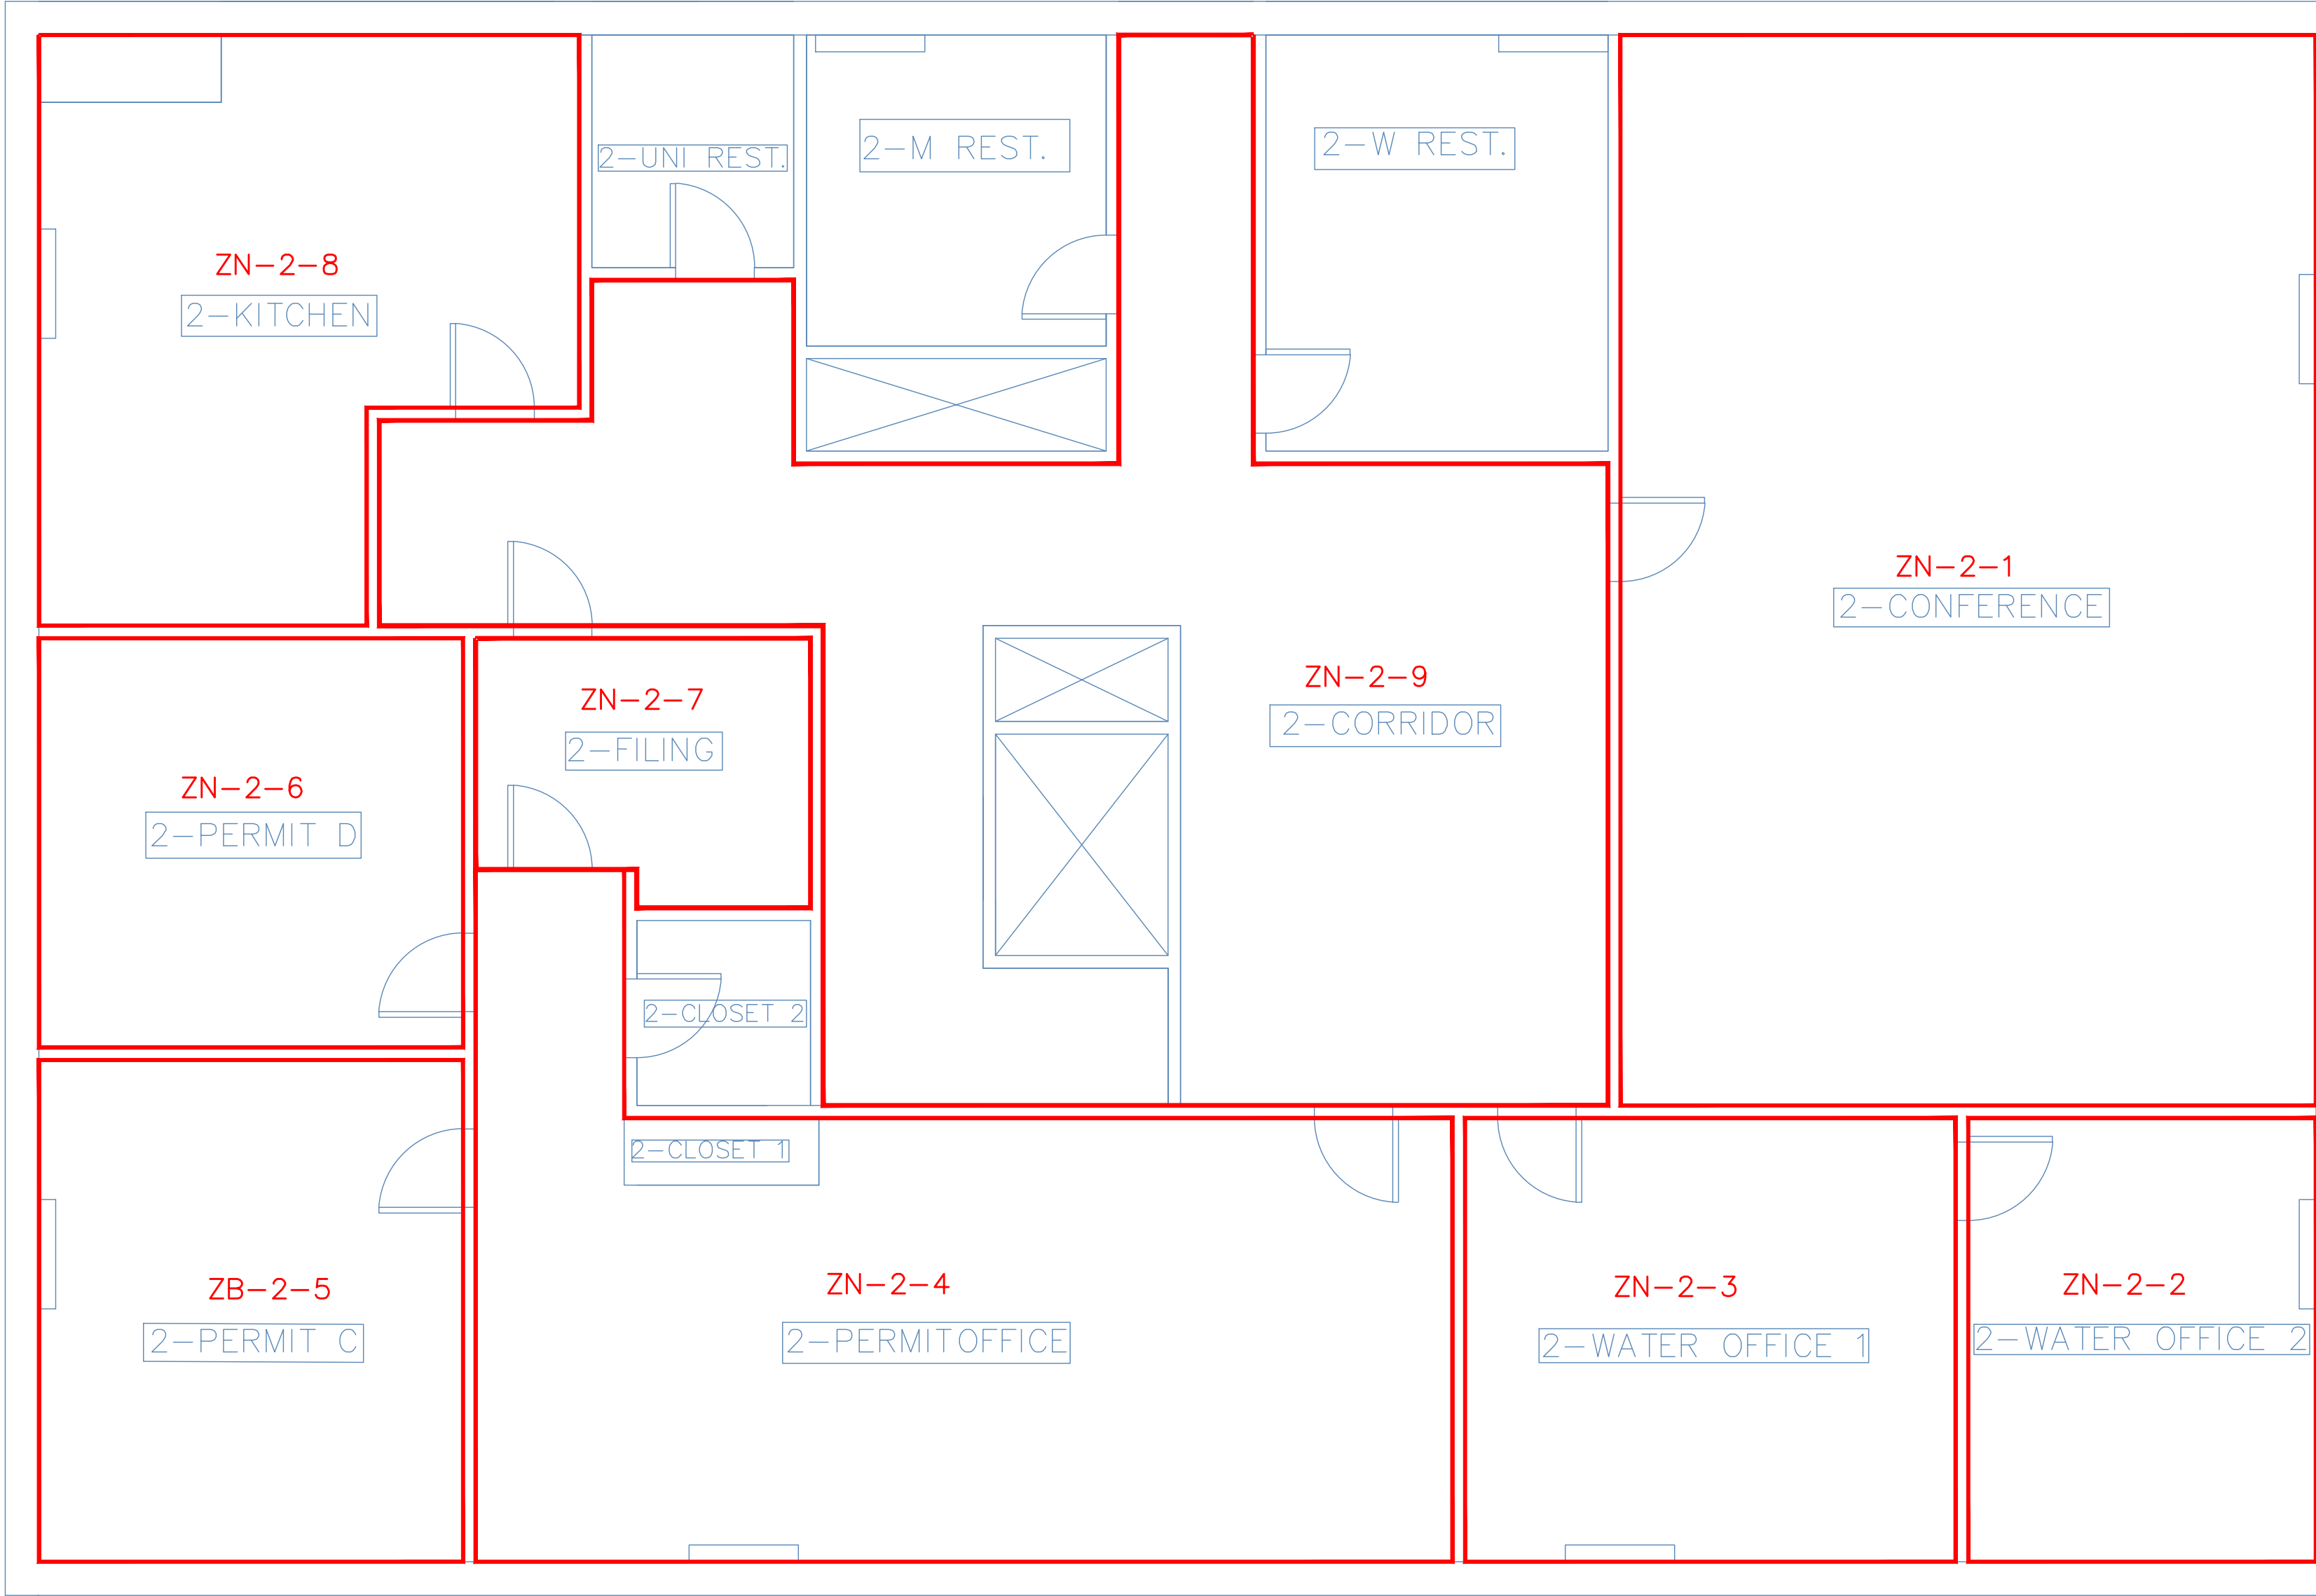 2-UNI REST.
2-M REST.
2-W REST.
ZN-2-8
2-KITCHEN
ZN-2-1
2-CONFERENCE
ZN-2-9
2-CORRIDOR
ZN-2-7
2-FILING
ZN-2-6
2-PERMIT D
2-CLOSET 2
2-CLOSET 1
ZB-2-5
2-PERMIT C
ZN-2-4
2-PERMITOFFICE
ZN-2-3
2-WATER OFFICE 1
ZN-2-2
2-WATER OFFICE 2